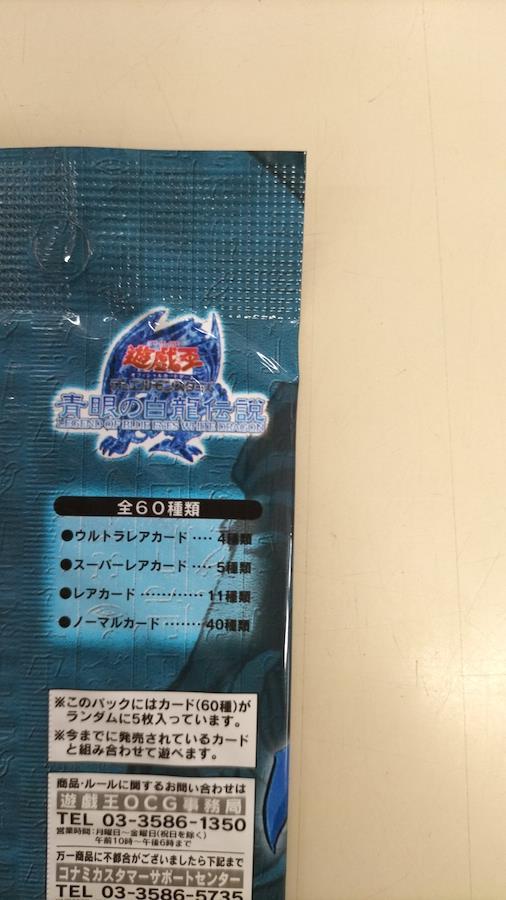 遊戯王
デュエルモンスターズ
青眼の白龍伝説
LEGEND OF BLUE EYES WHITE DRAGON
全60種類
●ウルトラレアカード ‥‥ 4種類
●スーパーレアカード ‥‥ 5種類
●レアカード ‥‥‥‥‥‥ 11種類
●ノーマルカード ‥‥‥‥ 40種類
※このパックにはカード(60種)が
ランダムに5枚入っています。
※今までに発売されているカード
と組み合わせて遊べます。
商品・ルールに関するお問い合わせは
遊戯王OCG事務局
TEL 03-3586-1350
営業時間:月曜日〜金曜日(祝日を除く)
午前10時〜午後6時まで
万一商品に不都合がございましたら下記まで
コナミカスタマーサポートセンター
TEL 03-3586-5735